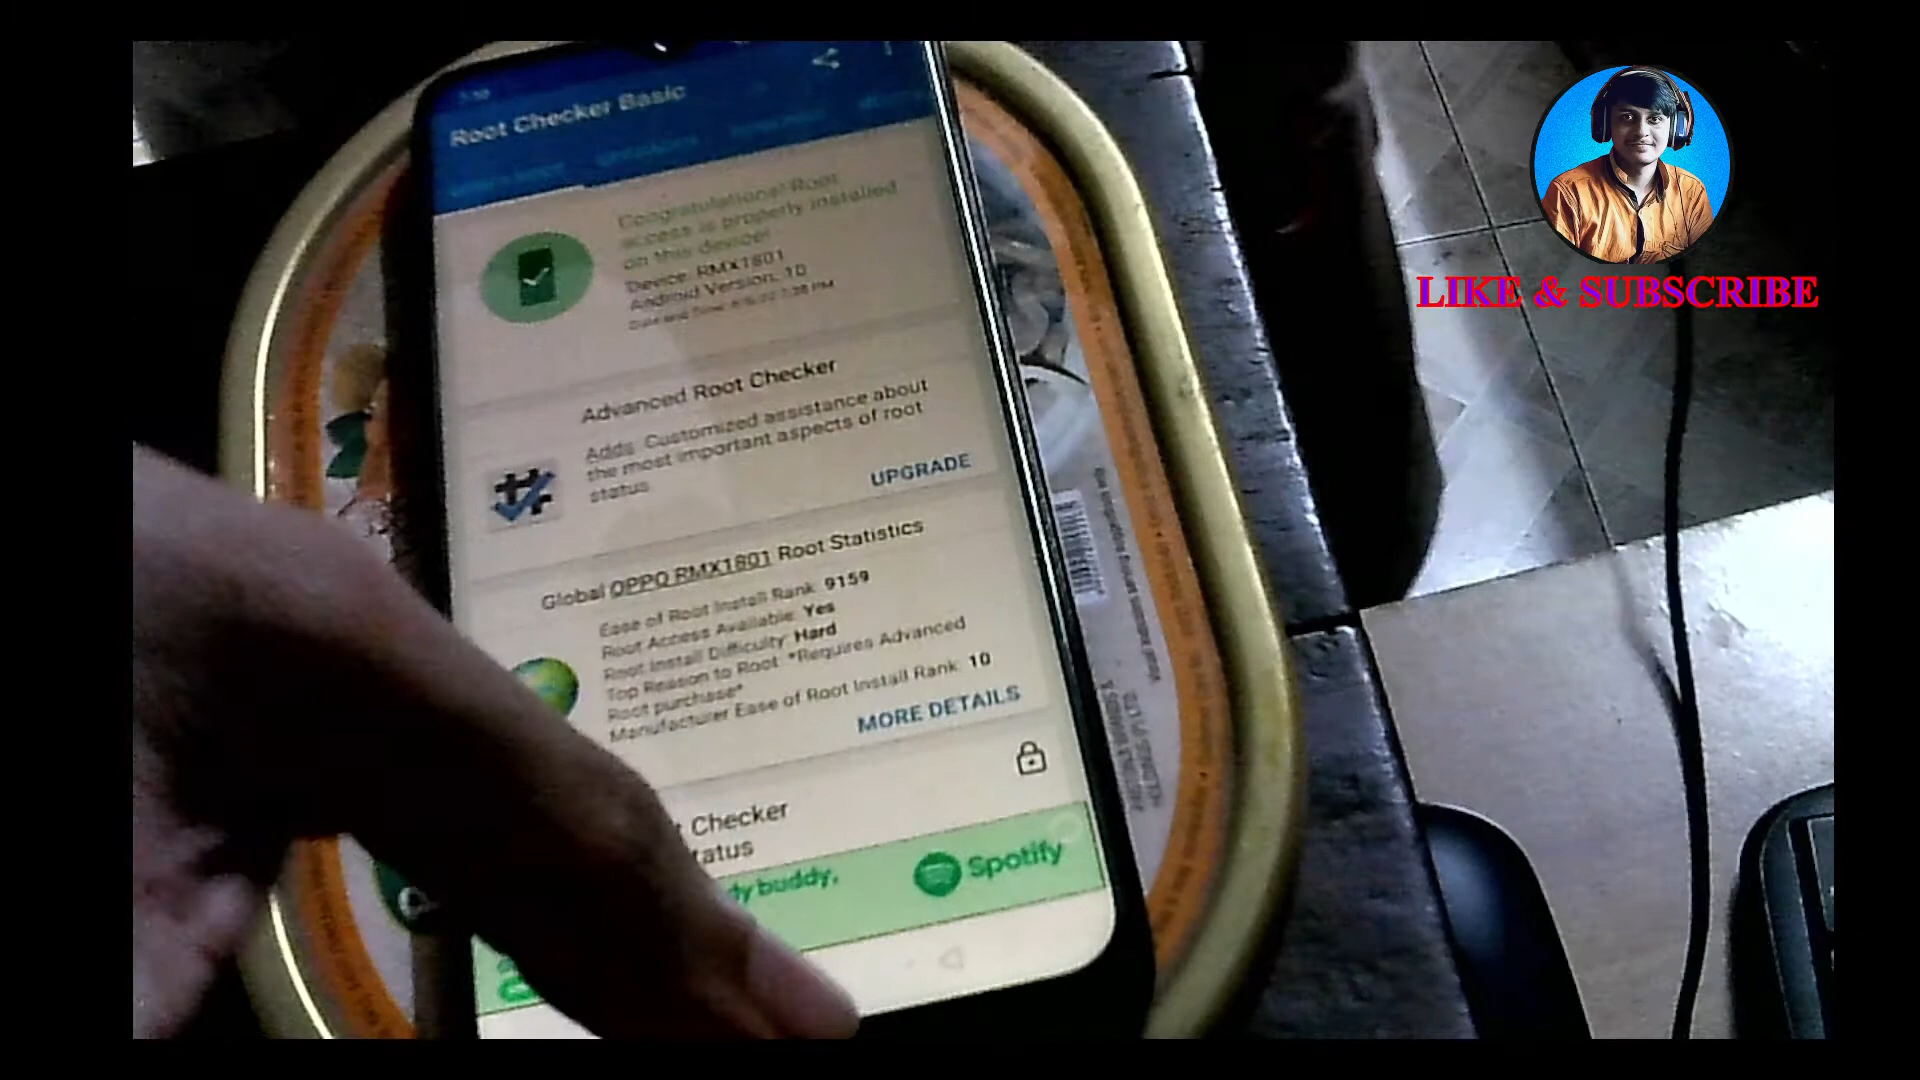 Root Checker Basic
Congratulations! Root
access is properly installed
on this device!
Device: RMX1801
Android Version: 10
LIKE & SUBSCRIBE
Advanced Root Checker
Adds: Customized assistance about
the most important aspects of root
status
UPGRADE
Global OPPO RMX1801 Root Statistics
Ease of Root Install Rank: 9159
Root Access Available: Yes
Root Install Difficulty: Hard
Top Reason to Root: *Requires Advanced
Root purchase*
Manufacturer Ease of Root Install Rank: 10
MORE DETAILS
t Checker
tatus
dy buddy,
Spotify